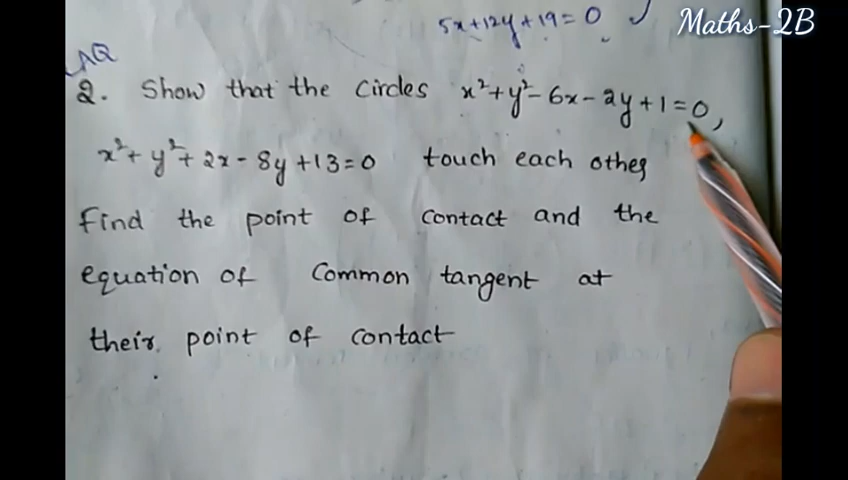 5x+12y+19=0 ✓
Maths-2B
LAQ
2. Show that the circles x²+y²-6x-2y+1=0,
x²+y²+2x-8y+13=0 touch each other
Find the point of contact and the
equation of common tangent at
their point of contact